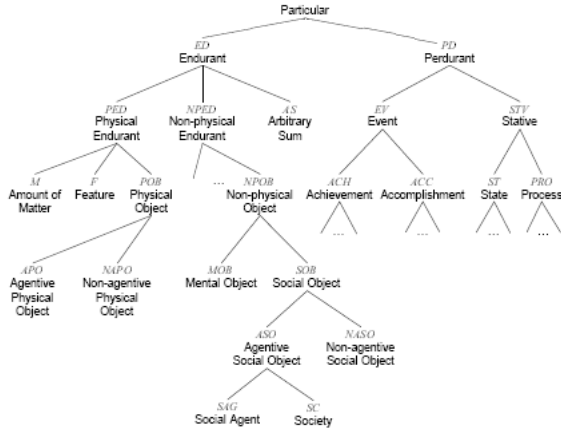 Particular
ED PD
Endurant Perdurant
PED NPED AS EV STV
Physical Non-physical Arbitrary Event Stative
Endurant Endurant Sum
M F POB ... NPOB ACH ACC ST PRO
Amount of Feature Physical Non-physical Achievement Accomplishment State Process
Matter Object Object
... ... ... ...
APO NAPO MOB SOB
Agentive Non-agentive Mental Object Social Object
Physical Physical
Object Object
ASO NASO
Agentive Non-agentive
Social Object Social Object
SAG SC
Social Agent Society